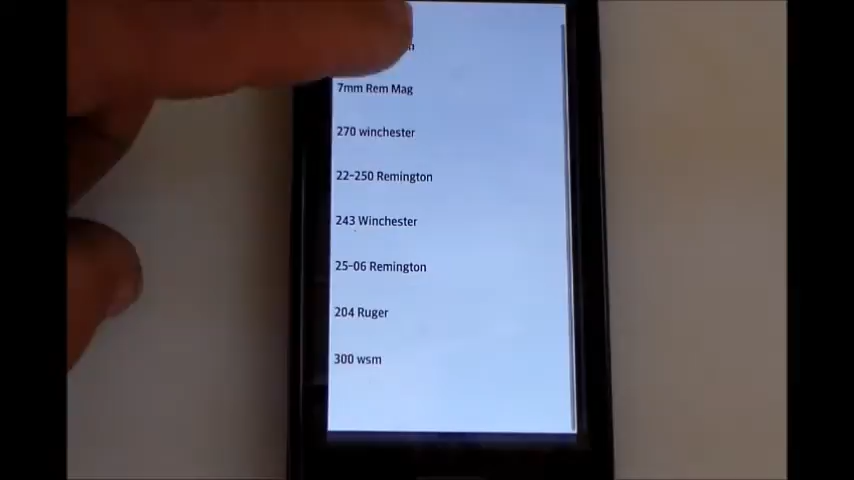 7mm Rem Mag
270 winchester
22-250 Remington
243 Winchester
25-06 Remington
204 Ruger
300 wsm